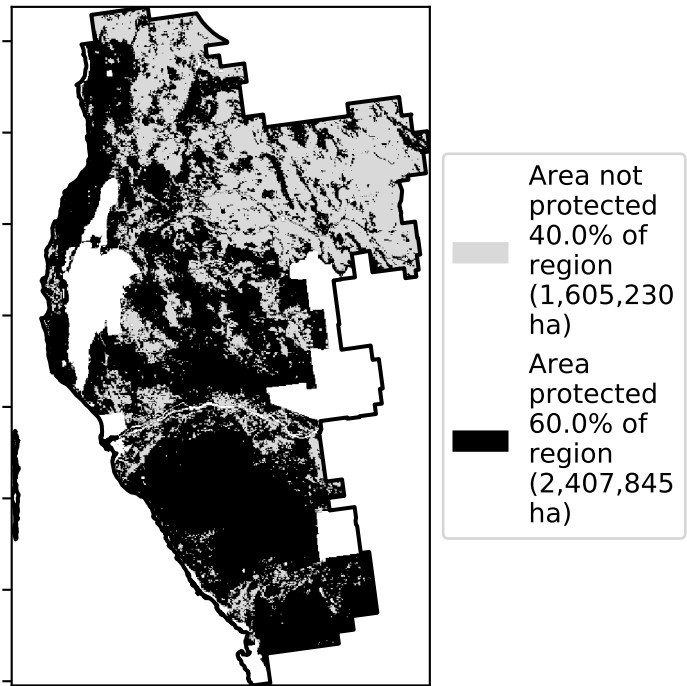 Area not
protected
40.0% of
region
(1,605,230
ha)
Area
protected
60.0% of
region
(2,407,845
ha)